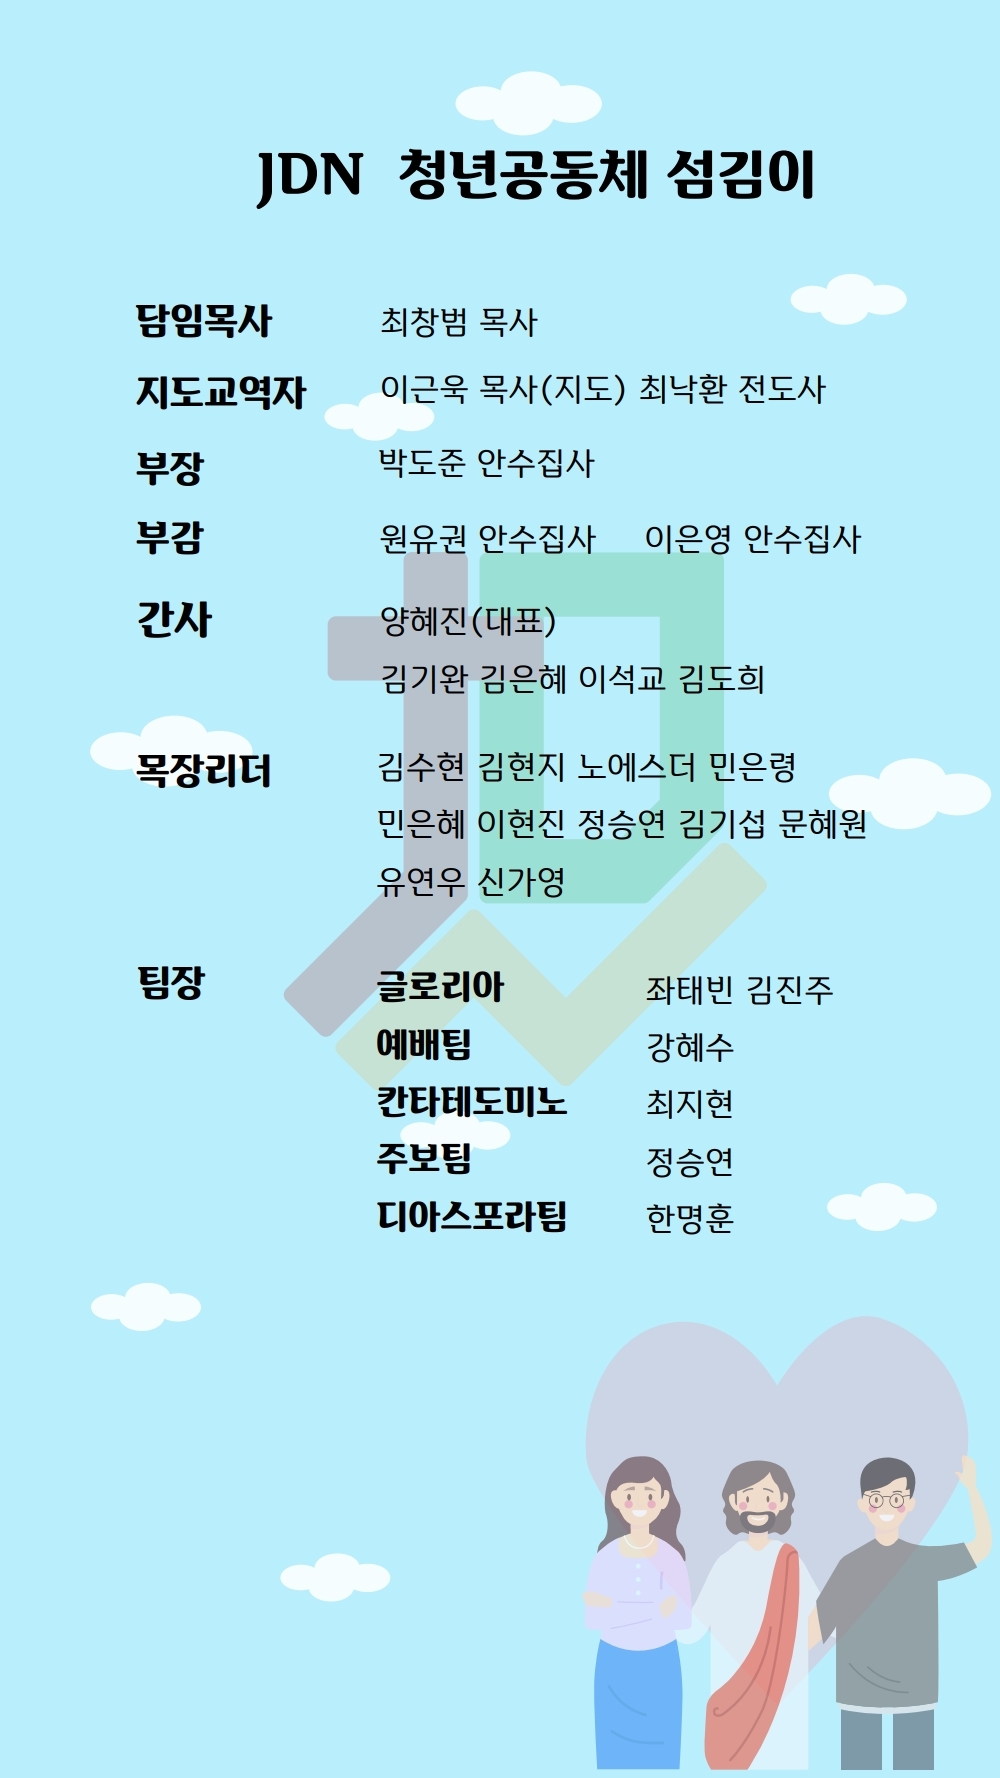 JDN 청년공동체 섬김이
담임목사 최창범 목사
지도교역자 이근욱 목사(지도) 최낙환 전도사
부장 박도준 안수집사
부감 원유권 안수집사 이은영 안수집사
간사 양혜진(대표)
김기완 김은혜 이석교 김도희
목장리더 김수현 김현지 노에스더 민은령
민은혜 이현진 정승연 김기섭 문혜원
유연우 신가영
팀장 글로리아 좌태빈 김진주
예배팀 강혜수
칸타테도미노 최지현
주보팀 정승연
디아스포라팀 한명훈